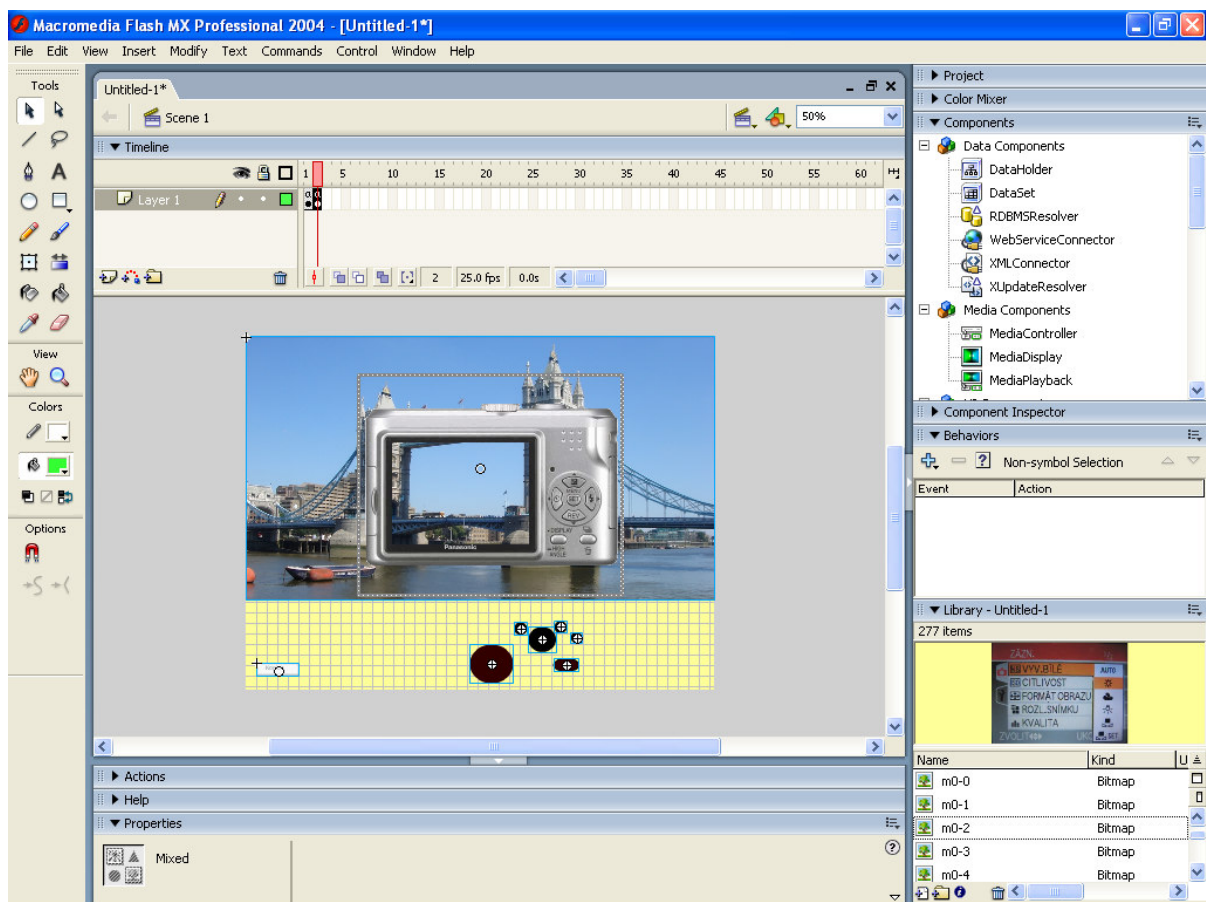 Macromedia Flash MX Professional 2004 - [Untitled-1*]
File Edit View Insert Modify Text Commands Control Window Help
Tools
View
Colors
Options
Untitled-1*
Scene 1
50%
Timeline
1 5 10 15 20 25 30 35 40 45 50 55 60
Layer 1
2 25.0 fps 0.0s
DISPLAY
Panasonic
Actions
Help
Properties
Mixed
Project
Color Mixer
Components
Data Components
DataHolder
DataSet
RDBMSResolver
WebServiceConnector
XMLConnector
XUpdateResolver
Media Components
MediaController
MediaDisplay
MediaPlayback
Component Inspector
Behaviors
Non-symbol Selection
Event Action
Library - Untitled-1
277 items
ZÁZN.
VYV.BÍLÉ AUTO
CITLIVOST
FORMÁT OBRAZU
ROZL.SNÍMKU
KVALITA
ZVOLIT SET
Name Kind U
m0-0 Bitmap
m0-1 Bitmap
m0-2 Bitmap
m0-3 Bitmap
m0-4 Bitmap